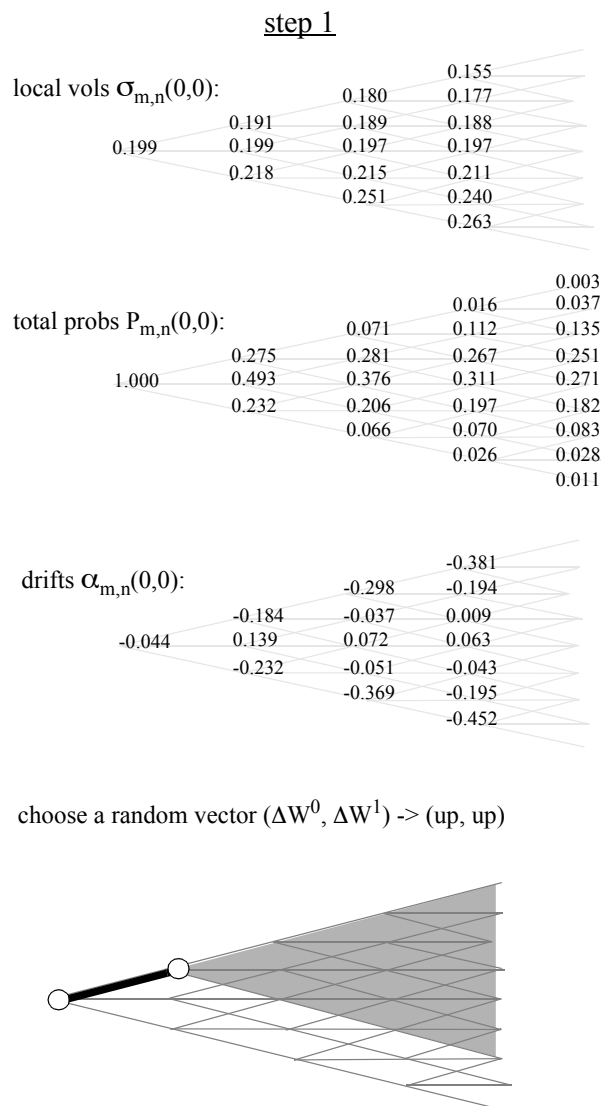 step 1
0.155
local vols σm,n(0,0):
0.180 0.177
0.191 0.189 0.188
0.199 0.199 0.197 0.197
0.218 0.215 0.211
0.251 0.240
0.263
0.003
0.016 0.037
total probs Pm,n(0,0):
0.071 0.112 0.135
0.275 0.281 0.267 0.251
1.000 0.493 0.376 0.311 0.271
0.232 0.206 0.197 0.182
0.066 0.070 0.083
0.026 0.028
0.011
-0.381
drifts αm,n(0,0):
-0.298 -0.194
-0.184 -0.037 0.009
-0.044 0.139 0.072 0.063
-0.232 -0.051 -0.043
-0.369 -0.195
-0.452
choose a random vector (ΔW⁰, ΔW¹) -> (up, up)